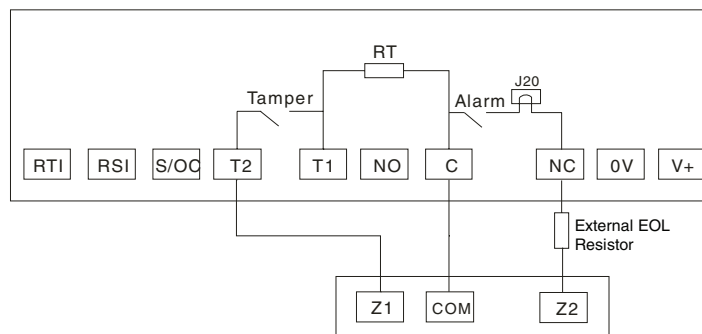 RT
J20
Tamper
Alarm
RTI RSI S/OC T2 T1 NO C NC 0V V+
External EOL
Resistor
Z1 COM Z2